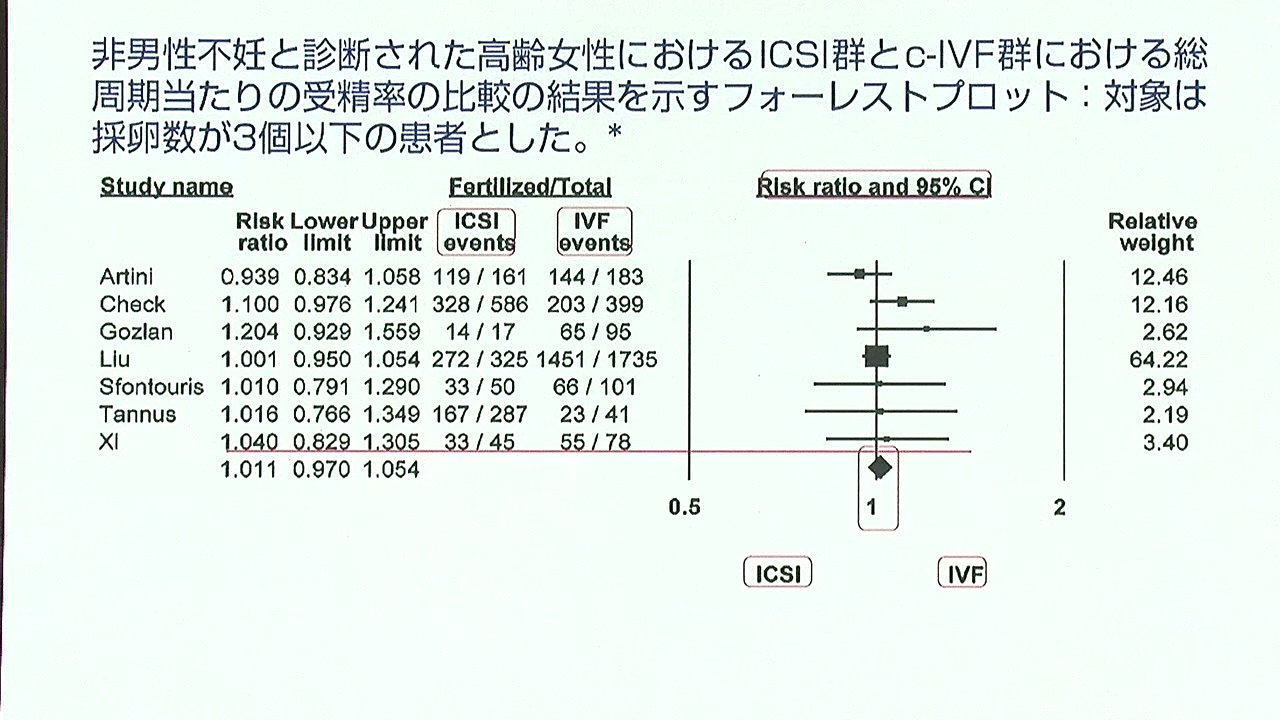 非男性不妊と診断された高齢女性におけるICSI群とc-IVF群における総
周期当たりの受精率の比較の結果を示すフォーレストプロット：対象は
採卵数が3個以下の患者とした。*
Study name Fertilized/Total Risk ratio and 95% CI
Risk ratio Lower limit Upper limit ICSI events IVF events Relative weight
Artini 0.939 0.834 1.058 119 / 161 144 / 183 12.46
Check 1.100 0.976 1.241 328 / 586 203 / 399 12.16
Gozlan 1.204 0.929 1.559 14 / 17 65 / 95 2.62
Liu 1.001 0.950 1.054 272 / 325 1451 / 1735 64.22
Sfontouris 1.010 0.791 1.290 33 / 50 66 / 101 2.94
Tannus 1.016 0.766 1.349 167 / 287 23 / 41 2.19
XI 1.040 0.829 1.305 33 / 45 55 / 78 3.40
1.011 0.970 1.054
0.5 1 2
ICSI IVF